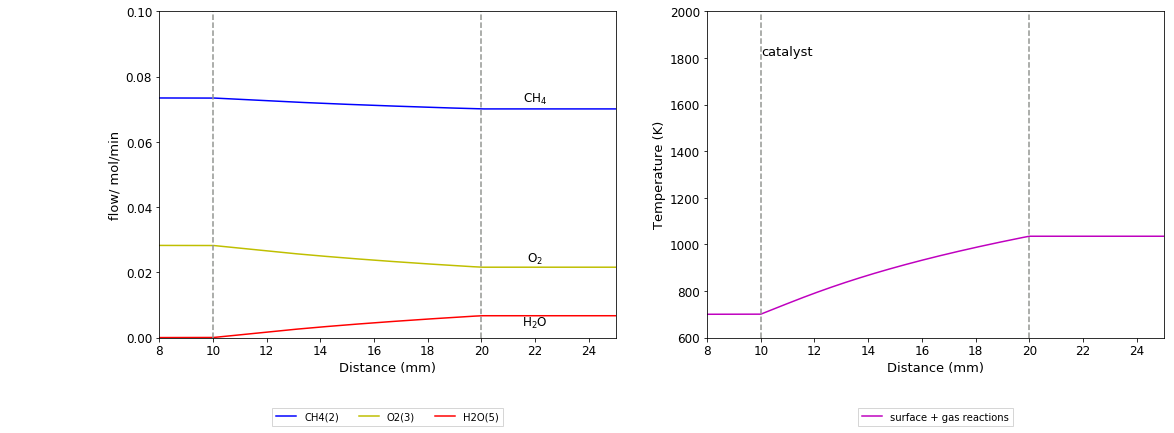 0.10
0.08
0.06
0.04
0.02
0.00
flow/ mol/min
CH₄
O₂
H₂O
8 10 12 14 16 18 20 22 24
Distance (mm)
CH4(2) O2(3) H2O(5)
2000
1800
1600
1400
1200
1000
800
600
Temperature (K)
catalyst
8 10 12 14 16 18 20 22 24
Distance (mm)
surface + gas reactions